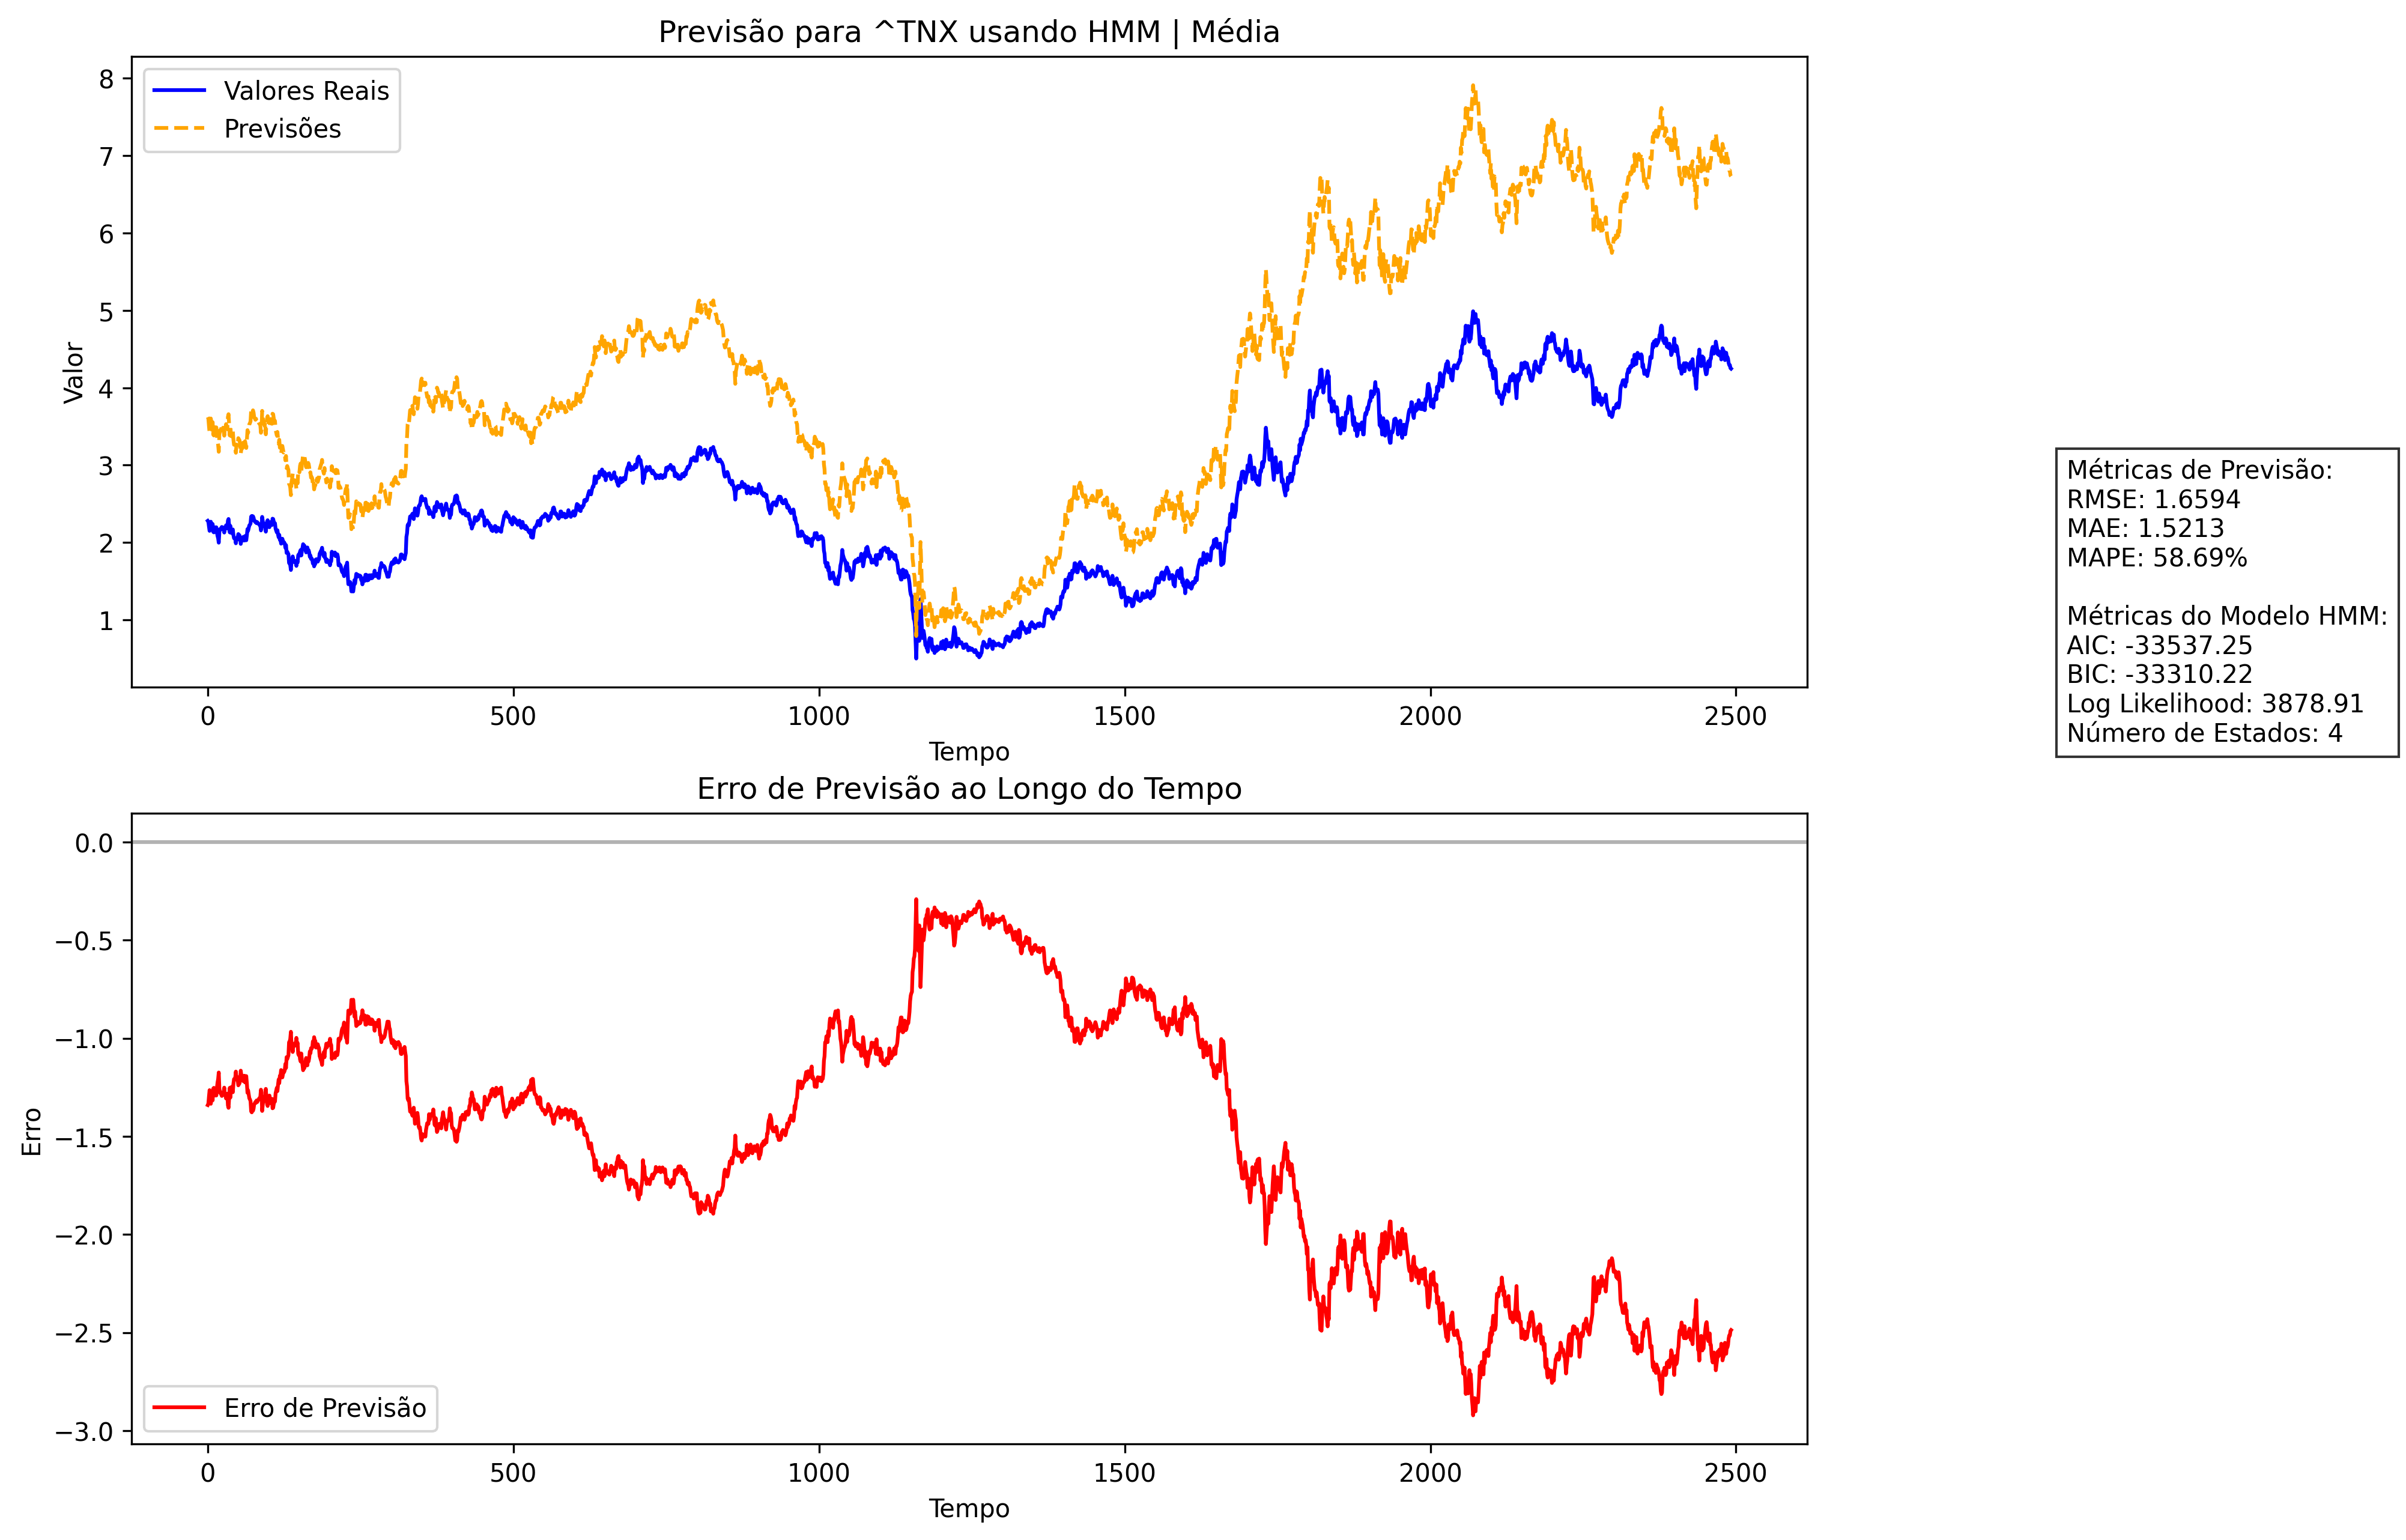 Previsão para ^TNX usando HMM | Média
Valores Reais
Previsões
Valor
8
7
6
5
4
3
2
1
0
500
1000
1500
2000
2500
Tempo
Métricas de Previsão:
RMSE: 1.6594
MAE: 1.5213
MAPE: 58.69%
Métricas do Modelo HMM:
AIC: -33537.25
BIC: -33310.22
Log Likelihood: 3878.91
Número de Estados: 4
Erro de Previsão ao Longo do Tempo
Erro
0.0
−0.5
−1.0
−1.5
−2.0
−2.5
−3.0
Erro de Previsão
0
500
1000
1500
2000
2500
Tempo